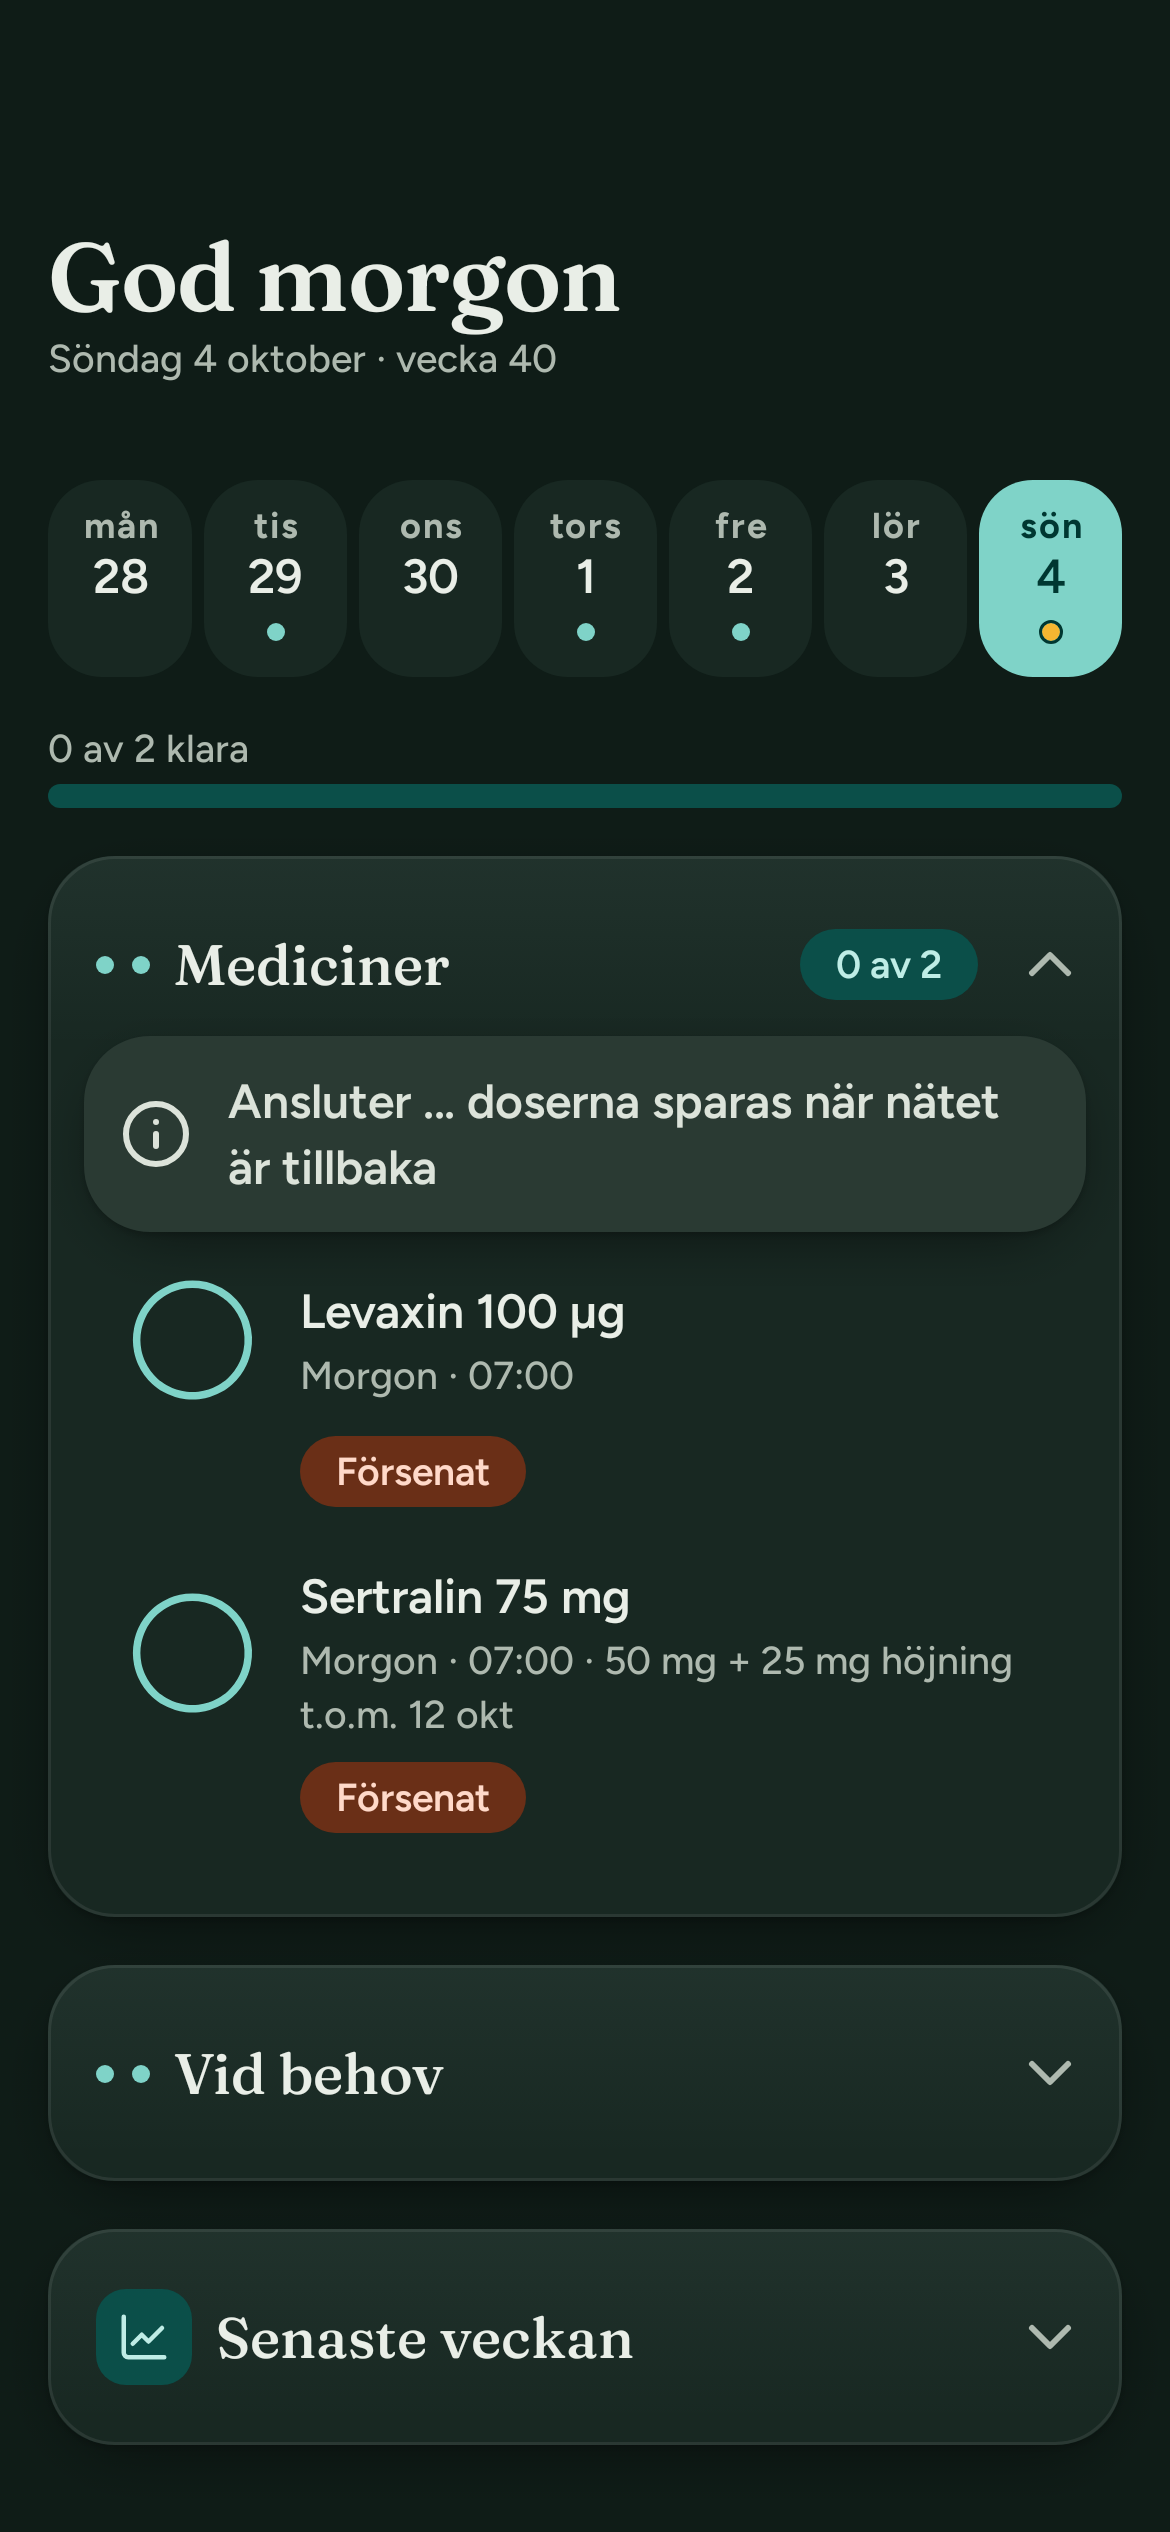 God morgon
Söndag 4 oktober · vecka 40
mån tis ons tors fre lör sön
28 29 30 1 2 3 4
0 av 2 klara
Mediciner 0 av 2
Ansluter … doserna sparas när nätet
är tillbaka
Levaxin 100 µg
Morgon · 07:00
Försenat
Sertralin 75 mg
Morgon · 07:00 · 50 mg + 25 mg höjning
t.o.m. 12 okt
Försenat
Vid behov
Senaste veckan